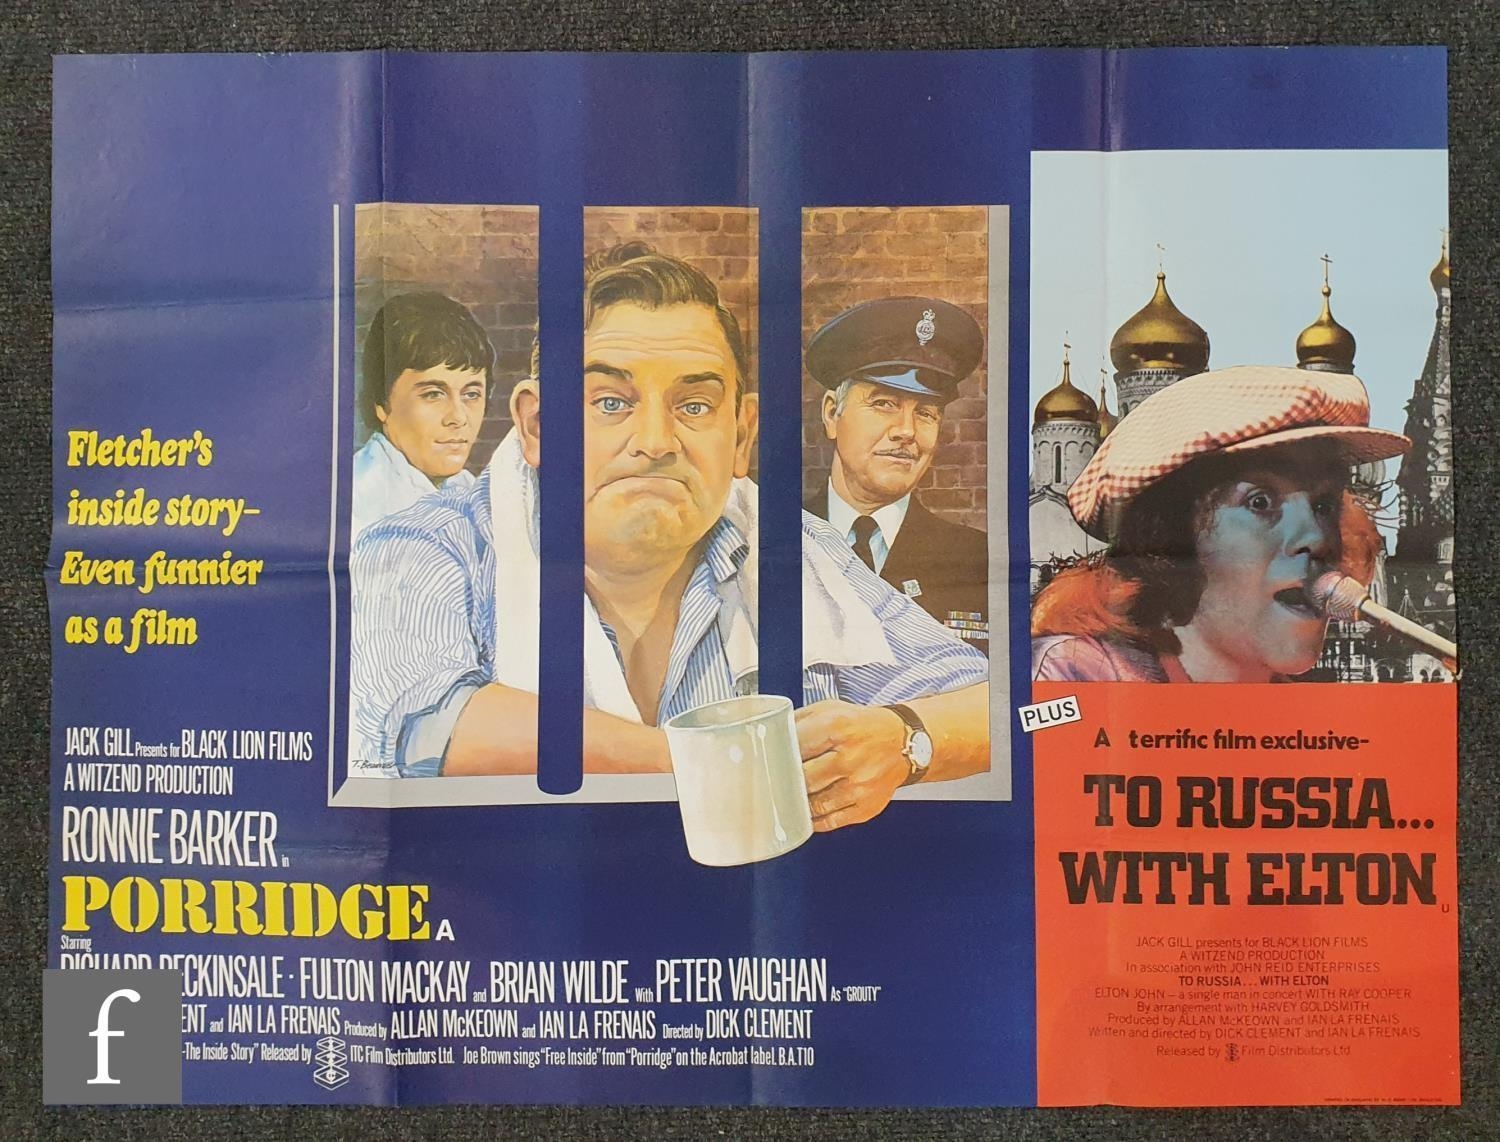 Fletcher's
inside story-
Even funnier
as a film
JACK GILL Presents for BLACK LION FILMS
A WITZEND PRODUCTION
RONNIE BARKER in
PORRIDGE A
Starring
RICHARD BECKINSALE · FULTON MACKAY and BRIAN WILDE With PETER VAUGHAN As "GROUTY"
ENT and IAN LA FRENAIS Produced by ALLAN McKEOWN and IAN LA FRENAIS Directed by DICK CLEMENT
-The Inside Story" Released by ITC Film Distributors Ltd. Joe Brown sings "Free Inside" from "Porridge" on the Acrobat label. B.A.T10
f
PLUS
A terrific film exclusive-
TO RUSSIA...
WITH ELTON U
JACK GILL presents for BLACK LION FILMS
A WITZEND PRODUCTION
In association with JOHN REID ENTERPRISES
TO RUSSIA... WITH ELTON
ELTON JOHN - a single man in concert WITH RAY COOPER
By arrangement with HARVEY GOLDSMITH
Produced by ALLAN McKEOWN and IAN LA FRENAIS
Written and directed by DICK CLEMENT and IAN LA FRENAIS
Released by ITC Film Distributors Ltd